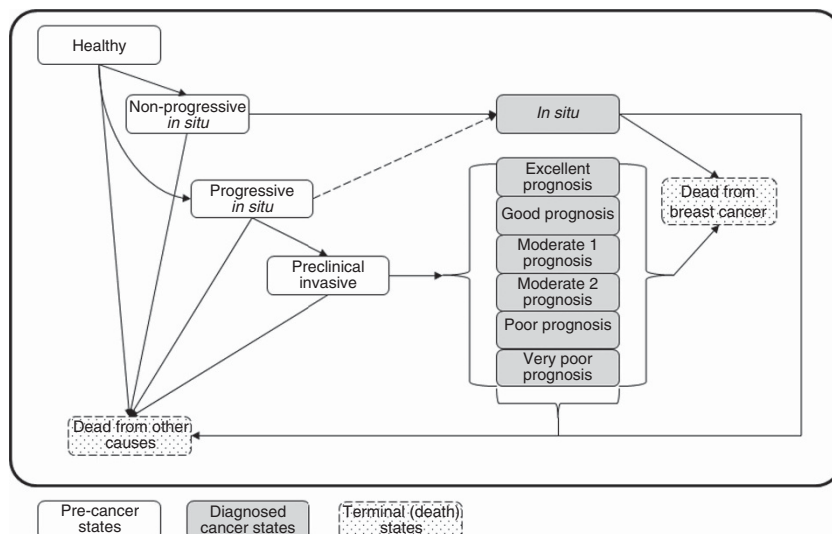 Healthy
Non-progressive
in situ
In situ
Progressive
in situ
Excellent
prognosis
Good prognosis
Moderate 1
prognosis
Moderate 2
prognosis
Poor prognosis
Very poor
prognosis
Dead from
breast cancer
Preclinical
invasive
Dead from other
causes
Pre-cancer
states
Diagnosed
cancer states
Terminal (death)
states